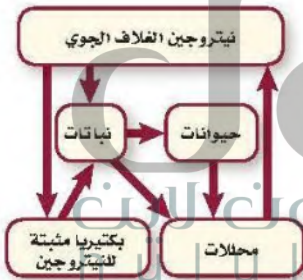 نيتروجين الغلاف الجوي
نباتات
حيوانات
بكتيريا مثبتة
للنيتروجين
محللات